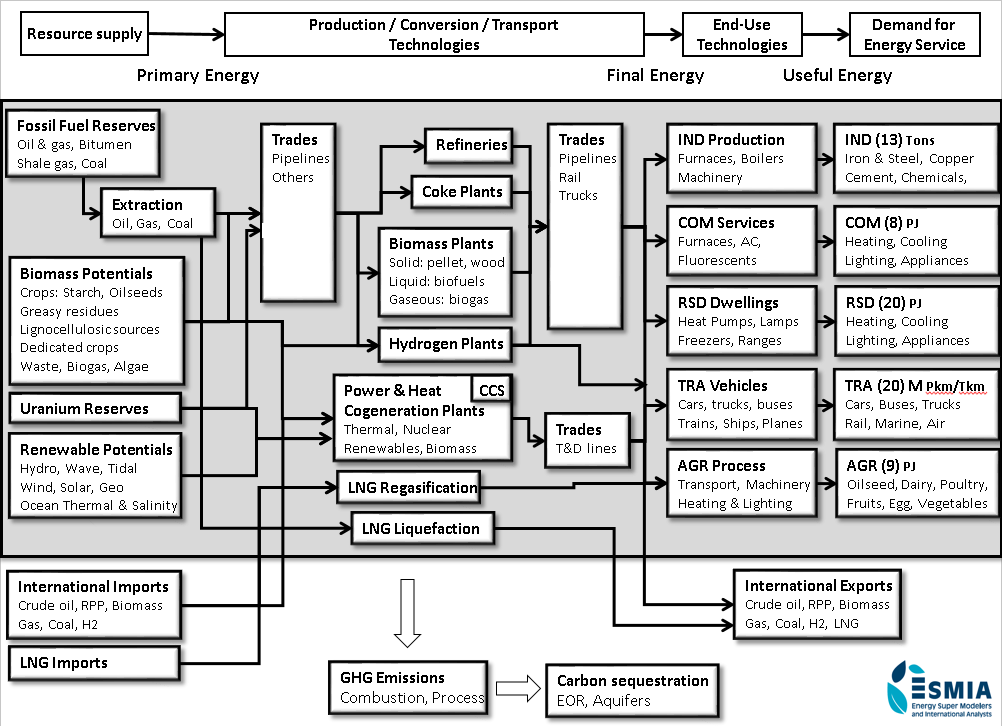 Resource supply
Production / Conversion / Transport
Technologies
End-Use
Technologies
Demand for
Energy Service
Primary Energy
Final Energy
Useful Energy
Fossil Fuel Reserves
Oil & gas, Bitumen
Shale gas, Coal
Extraction
Oil, Gas, Coal
Biomass Potentials
Crops: Starch, Oilseeds
Greasy residues
Lignocellulosic sources
Dedicated crops
Waste, Biogas, Algae
Uranium Reserves
Renewable Potentials
Hydro, Wave, Tidal
Wind, Solar, Geo
Ocean Thermal & Salinity
Trades
Pipelines
Others
Refineries
Coke Plants
Biomass Plants
Solid: pellet, wood
Liquid: biofuels
Gaseous: biogas
Hydrogen Plants
Power & Heat
CCS
Cogeneration Plants
Thermal, Nuclear
Renewables, Biomass
LNG Regasification
LNG Liquefaction
Trades
Pipelines
Rail
Trucks
Trades
T&D lines
IND Production
Furnaces, Boilers
Machinery
COM Services
Furnaces, AC,
Fluorescents
RSD Dwellings
Heat Pumps, Lamps
Freezers, Ranges
TRA Vehicles
Cars, trucks, buses
Trains, Ships, Planes
AGR Process
Transport, Machinery
Heating & Lighting
IND (13) Tons
Iron & Steel, Copper
Cement, Chemicals,
COM (8) PJ
Heating, Cooling
Lighting, Appliances
RSD (20) PJ
Heating, Cooling
Lighting, Appliances
TRA (20) M Pkm/Tkm
Cars, Buses, Trucks
Rail, Marine, Air
AGR (9) PJ
Oilseed, Dairy, Poultry,
Fruits, Egg, Vegetables
International Imports
Crude oil, RPP, Biomass
Gas, Coal, H2
LNG Imports
GHG Emissions
Combustion, Process
Carbon sequestration
EOR, Aquifers
International Exports
Crude oil, RPP, Biomass
Gas, Coal, H2, LNG
ESMIA
Energy Super Modelers
and International Analysts